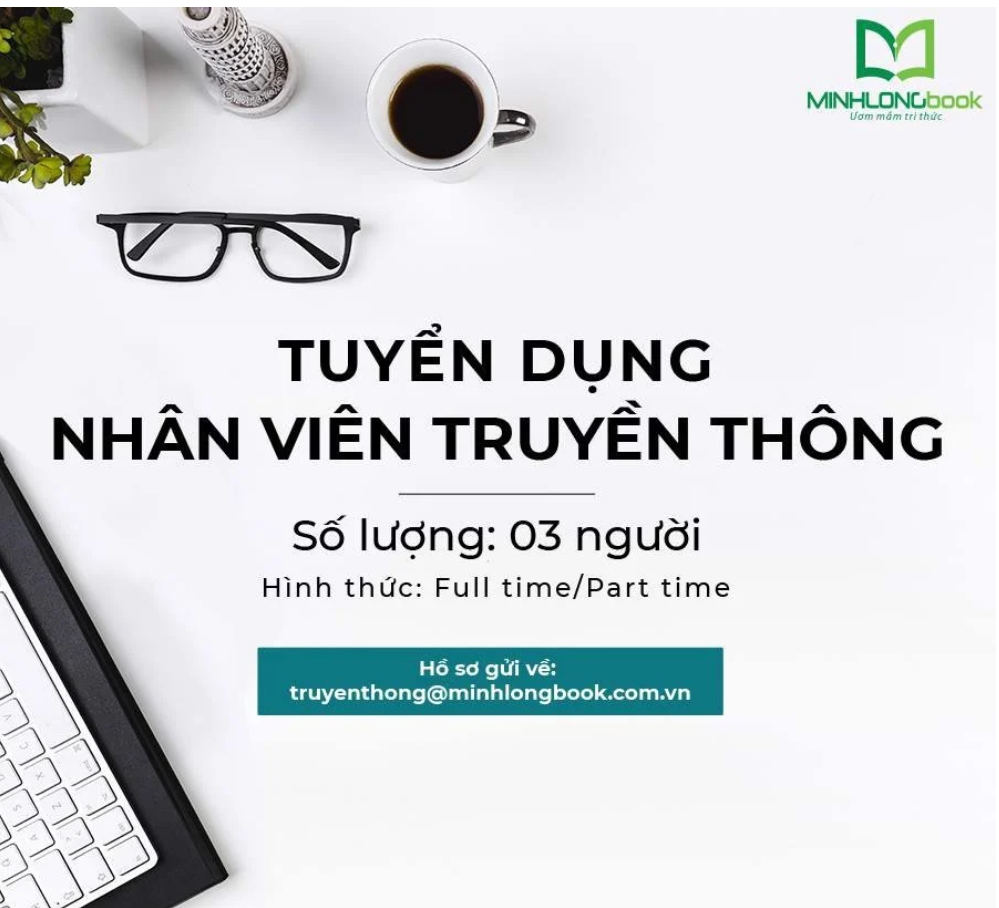 MINHLONGbook
Ươm mầm tri thức
TUYỂN DỤNG
NHÂN VIÊN TRUYỀN THÔNG
Số lượng: 03 người
Hình thức: Full time/Part time
Hồ sơ gửi về:
truyenthong@minhlongbook.com.vn